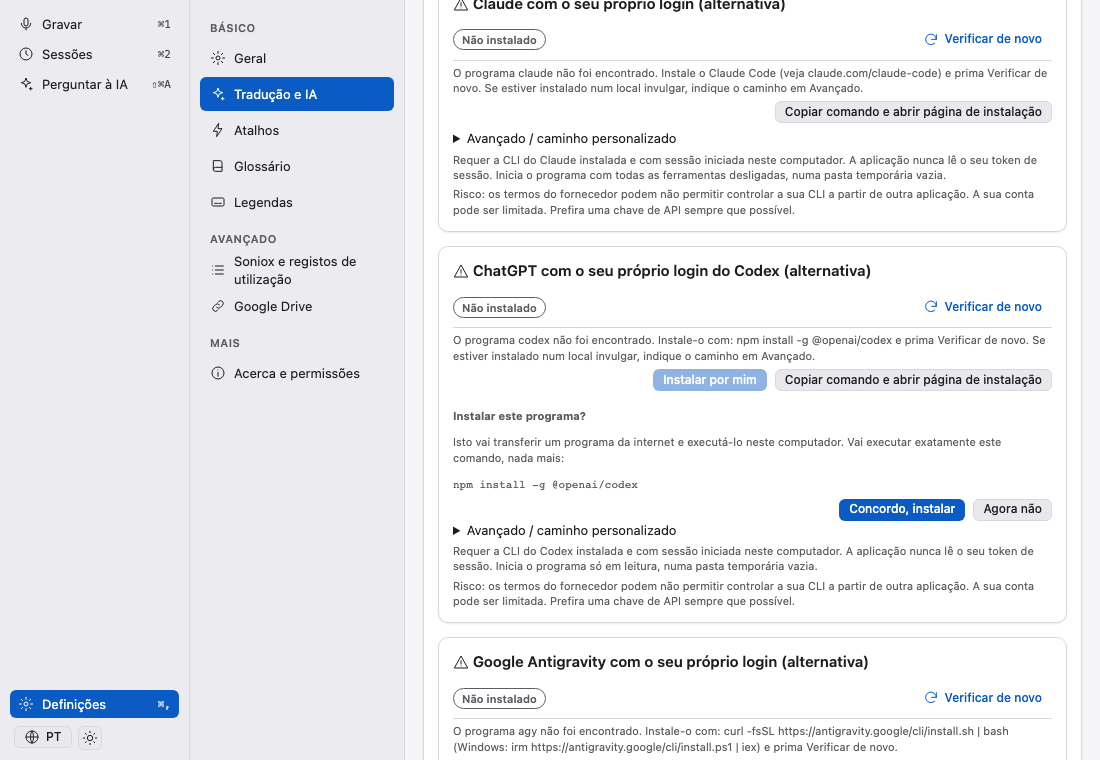 Gravar ⌘1
Sessões ⌘2
Perguntar à IA ⇧⌘A
Definições ⌘,
PT
BÁSICO
Geral
Tradução e IA
Atalhos
Glossário
Legendas
AVANÇADO
Soniox e registos de
utilização
Google Drive
MAIS
Acerca e permissões
Claude com o seu próprio login (alternativa)
Não instalado
Verificar de novo
O programa claude não foi encontrado. Instale o Claude Code (veja claude.com/claude-code) e prima Verificar de
novo. Se estiver instalado num local invulgar, indique o caminho em Avançado.
Copiar comando e abrir página de instalação
Avançado / caminho personalizado
Requer a CLI do Claude instalada e com sessão iniciada neste computador. A aplicação nunca lê o seu token de
sessão. Inicia o programa com todas as ferramentas desligadas, numa pasta temporária vazia.
Risco: os termos do fornecedor podem não permitir controlar a sua CLI a partir de outra aplicação. A sua conta
pode ser limitada. Prefira uma chave de API sempre que possível.
ChatGPT com o seu próprio login do Codex (alternativa)
Não instalado
Verificar de novo
O programa codex não foi encontrado. Instale-o com: npm install -g @openai/codex e prima Verificar de novo. Se
estiver instalado num local invulgar, indique o caminho em Avançado.
Instalar por mim
Copiar comando e abrir página de instalação
Instalar este programa?
Isto vai transferir um programa da internet e executá-lo neste computador. Vai executar exatamente este
comando, nada mais:
npm install -g @openai/codex
Concordo, instalar
Agora não
Avançado / caminho personalizado
Requer a CLI do Codex instalada e com sessão iniciada neste computador. A aplicação nunca lê o seu token de
sessão. Inicia o programa só em leitura, numa pasta temporária vazia.
Risco: os termos do fornecedor podem não permitir controlar a sua CLI a partir de outra aplicação. A sua conta
pode ser limitada. Prefira uma chave de API sempre que possível.
Google Antigravity com o seu próprio login (alternativa)
Não instalado
Verificar de novo
O programa agy não foi encontrado. Instale-o com: curl -fsSL https://antigravity.google/cli/install.sh | bash
(Windows: irm https://antigravity.google/cli/install.ps1 | iex) e prima Verificar de novo.